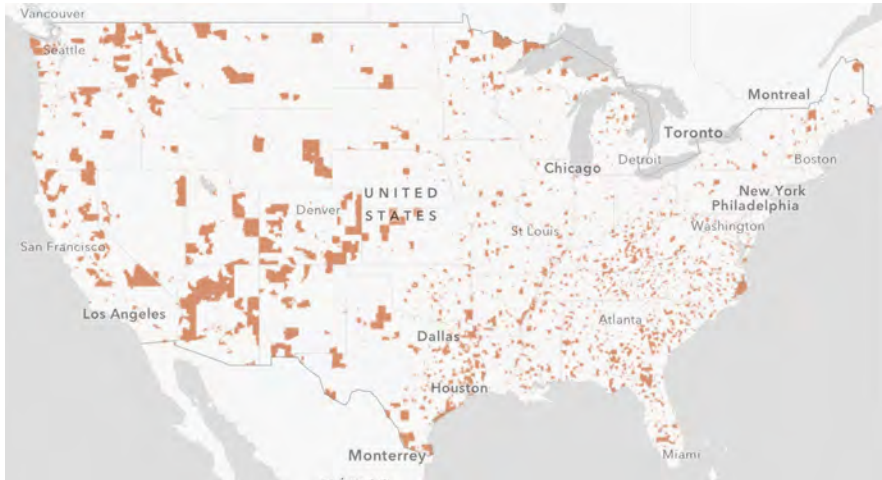 Vancouver
Seattle
Montreal
Toronto
Chicago
Detroit
Boston
New York
Philadelphia
UNITED
STATES
Denver
St Louis
Washington
San Francisco
Los Angeles
Atlanta
Dallas
Houston
Monterrey
Miami